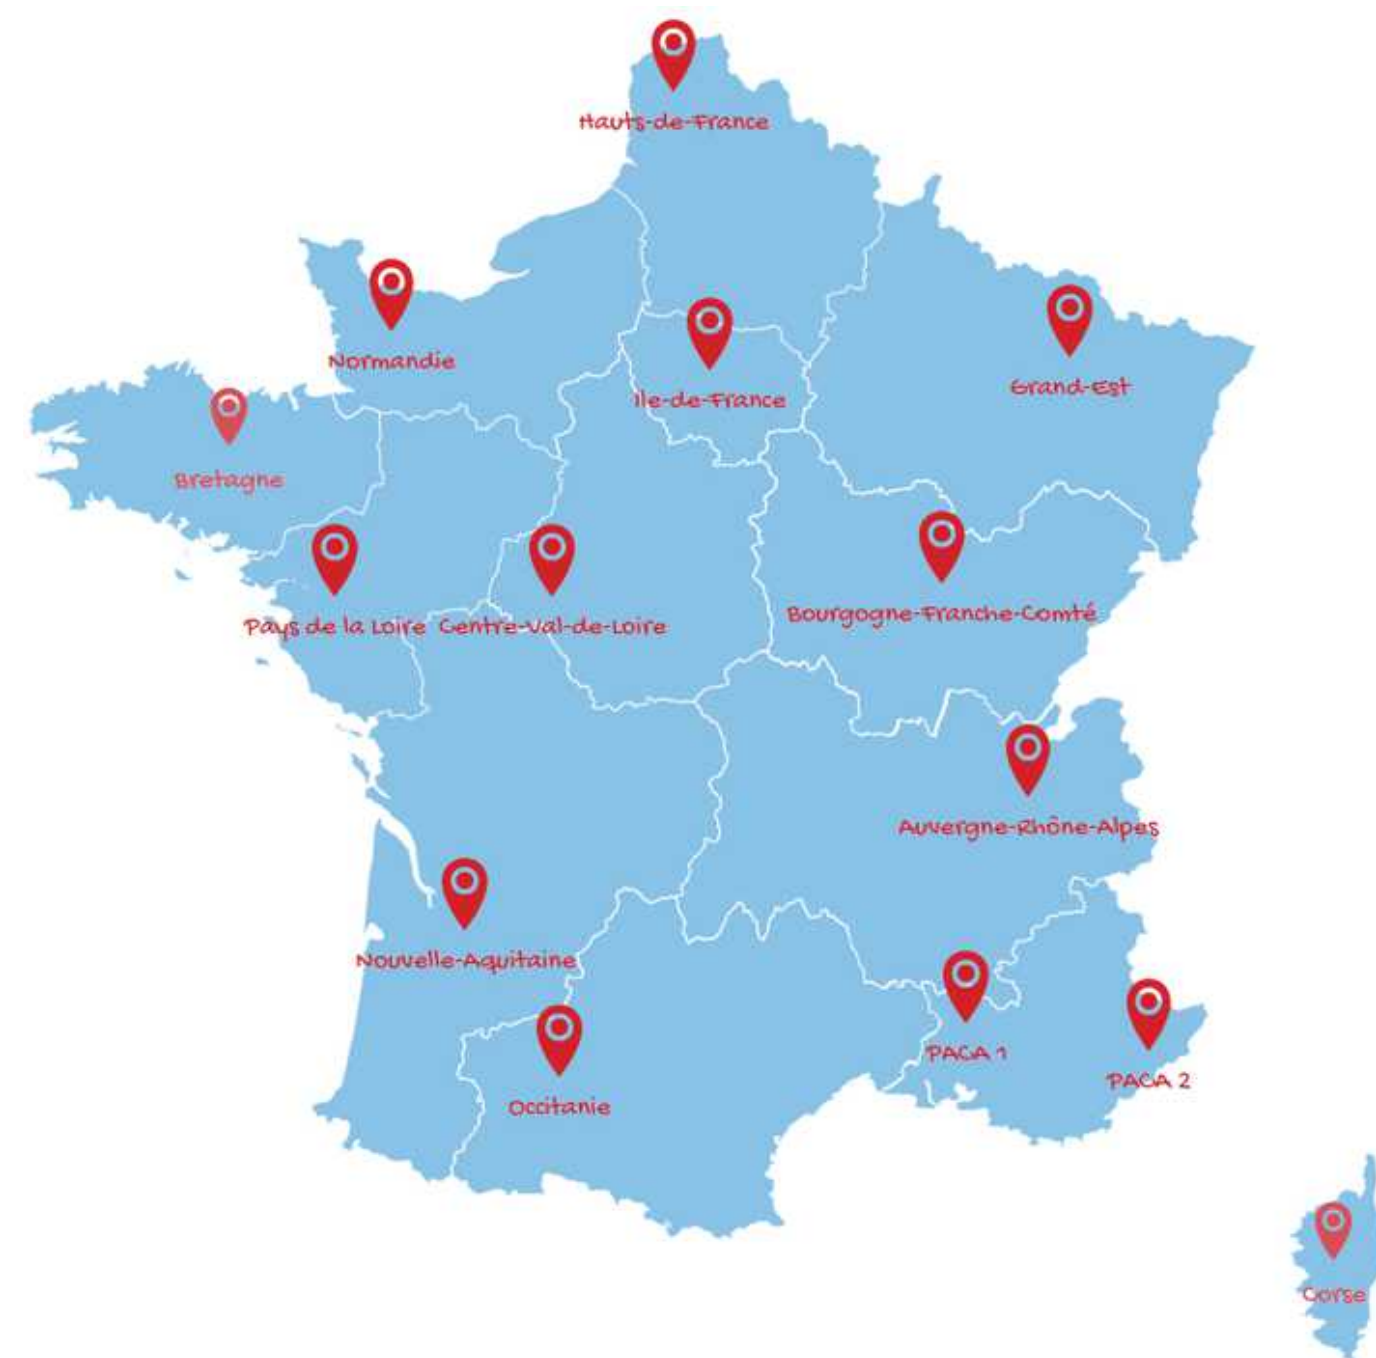 Hauts-de-France
Normandie
Grand-Est
Ile-de-France
Bretagne
Bourgogne-Franche-Comté
Pays de la Loire
Centre-Val-de-Loire
Auvergne-Rhône-Alpes
Nouvelle-Aquitaine
PACA 1
PACA 2
Occitanie
Corse